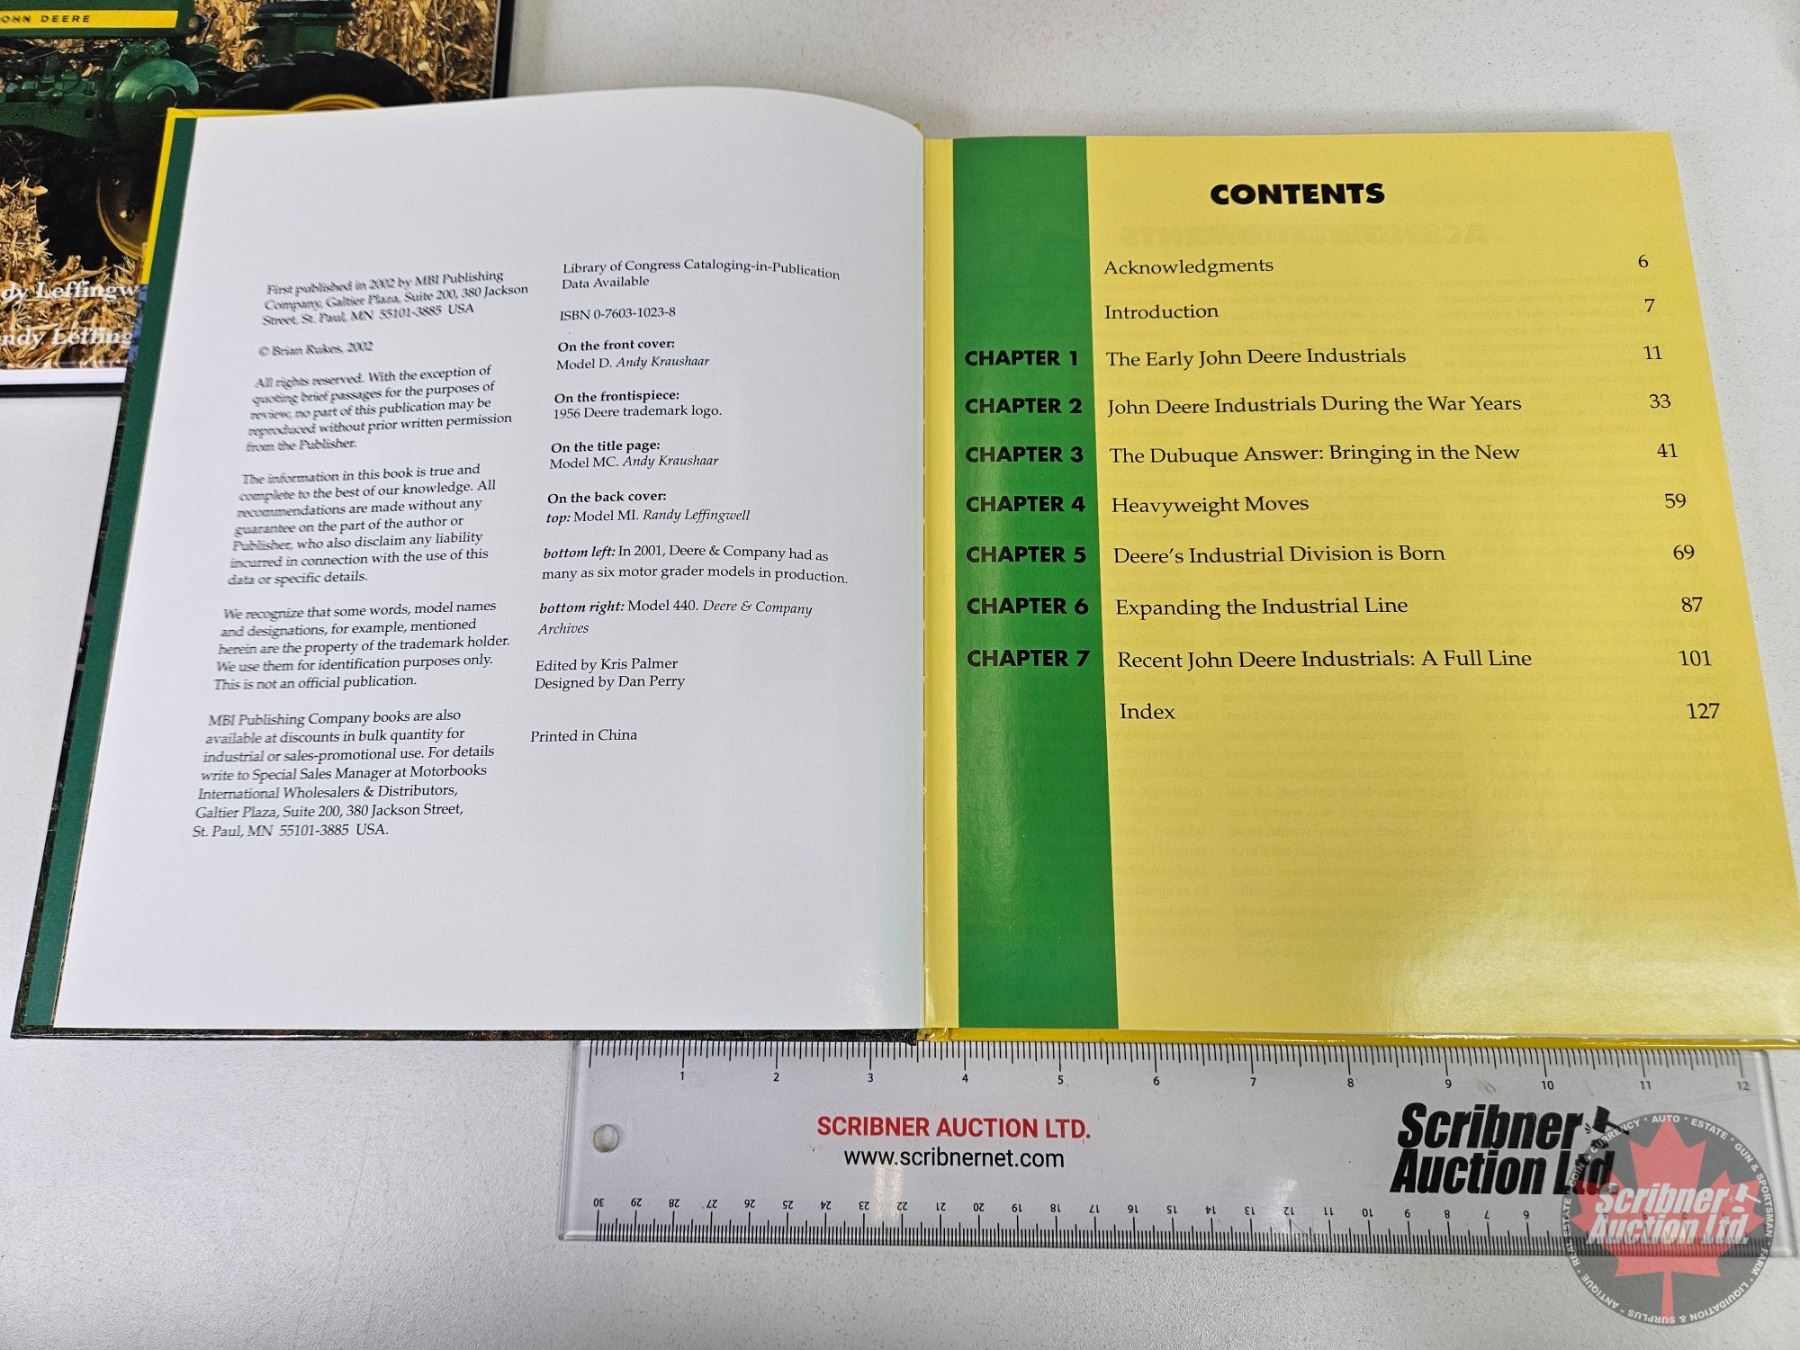 JOHN DEERE
dy Leffingw
ndy Leffing
First published in 2002 by MBI Publishing
Company, Galtier Plaza, Suite 200, 380 Jackson
Street, St. Paul, MN 55101-3885 USA
© Brian Rukes, 2002
All rights reserved. With the exception of
quoting brief passages for the purposes of
review, no part of this publication may be
reproduced without prior written permission
from the Publisher.
The information in this book is true and
complete to the best of our knowledge. All
recommendations are made without any
guarantee on the part of the author or
Publisher, who also disclaim any liability
incurred in connection with the use of this
data or specific details.
We recognize that some words, model names
and designations, for example, mentioned
herein are the property of the trademark holder.
We use them for identification purposes only.
This is not an official publication.
MBI Publishing Company books are also
available at discounts in bulk quantity for
industrial or sales-promotional use. For details
write to Special Sales Manager at Motorbooks
International Wholesalers & Distributors,
Galtier Plaza, Suite 200, 380 Jackson Street,
St. Paul, MN 55101-3885 USA.
Library of Congress Cataloging-in-Publication
Data Available
ISBN 0-7603-1023-8
On the front cover:
Model D. Andy Kraushaar
On the frontispiece:
1956 Deere trademark logo.
On the title page:
Model MC. Andy Kraushaar
On the back cover:
top: Model MI. Randy Leffingwell
bottom left: In 2001, Deere & Company had as
many as six motor grader models in production.
bottom right: Model 440. Deere & Company
Archives
Edited by Kris Palmer
Designed by Dan Perry
Printed in China
CONTENTS
Acknowledgments 6
Introduction 7
CHAPTER 1 The Early John Deere Industrials 11
CHAPTER 2 John Deere Industrials During the War Years 33
CHAPTER 3 The Dubuque Answer: Bringing in the New 41
CHAPTER 4 Heavyweight Moves 59
CHAPTER 5 Deere's Industrial Division is Born 69
CHAPTER 6 Expanding the Industrial Line 87
CHAPTER 7 Recent John Deere Industrials: A Full Line 101
Index 127
1 2 3 4 5 6 7 8 9 10 11 12
SCRIBNER AUCTION LTD.
www.scribnernet.com
Scribner
Auction Ltd.
30 29 28 27 26 25 24 23 22 21 20 19 18 17 16 15 14 13 12 11 10 9 8 7 6
Scribner
Auction Ltd.
AUTO · ESTATE · GUN & SPORTSMAN · FARM · LIQUIDATION & SURPLUS · ANTIQUE · REAL ESTATE · COIN & CURRENCY